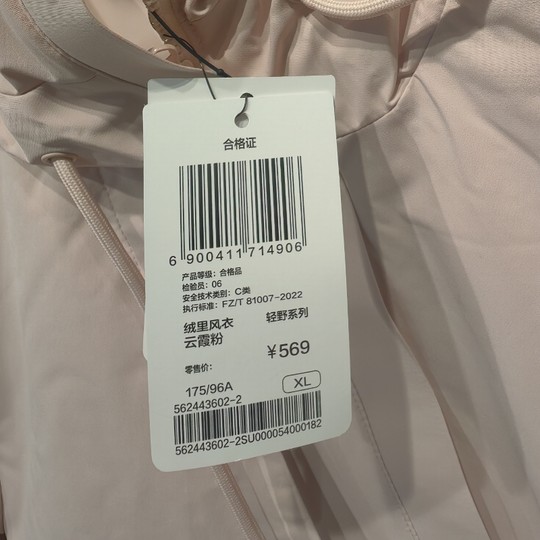 合格证
6 900411 714906
产品等级：合格品
检验员：06
安全技术类别：C类
执行标准：FZ/T 81007-2022
绒里风衣 轻野系列
云霞粉
零售价： ¥569
175/96A XL
562443602-2
562443602-2SU000054000182